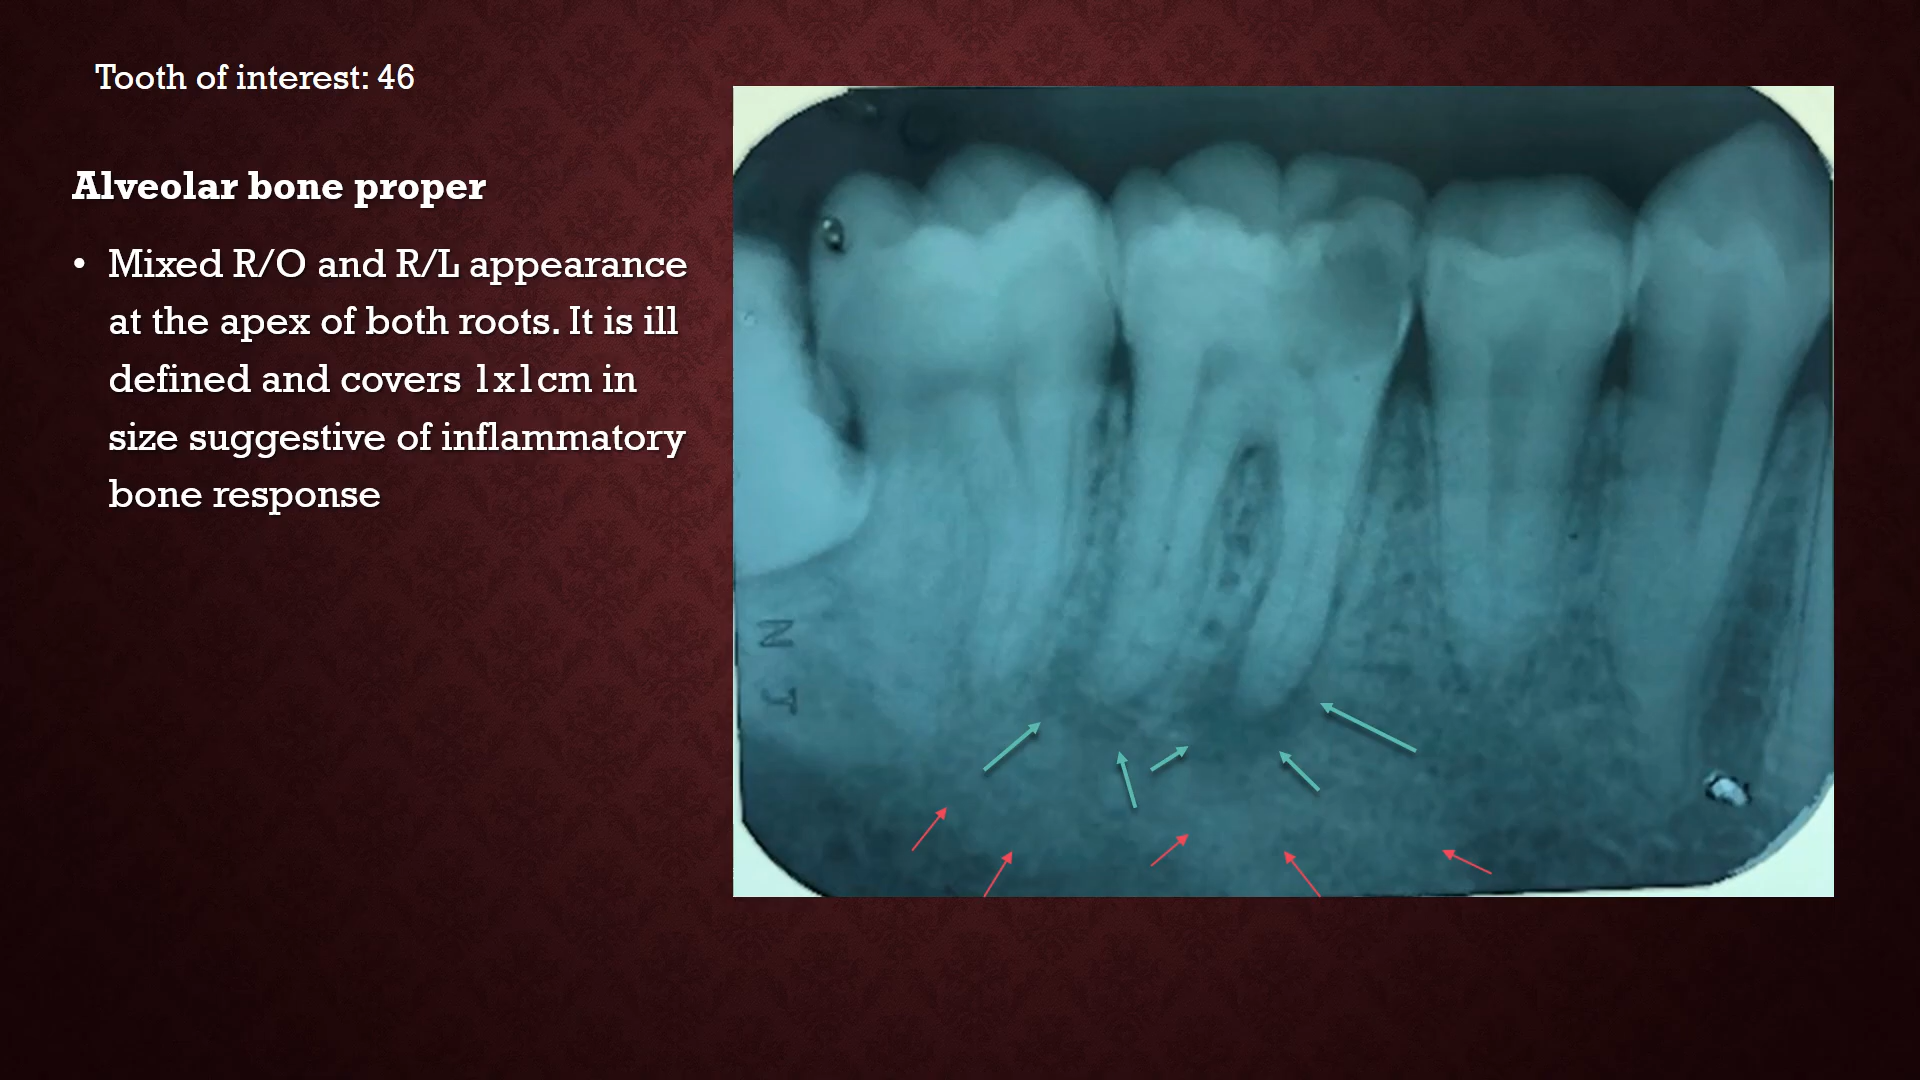 Tooth of interest: 46
Alveolar bone proper
• Mixed R/O and R/L appearance
at the apex of both roots. It is ill
defined and covers 1x1cm in
size suggestive of inflammatory
bone response
N
J